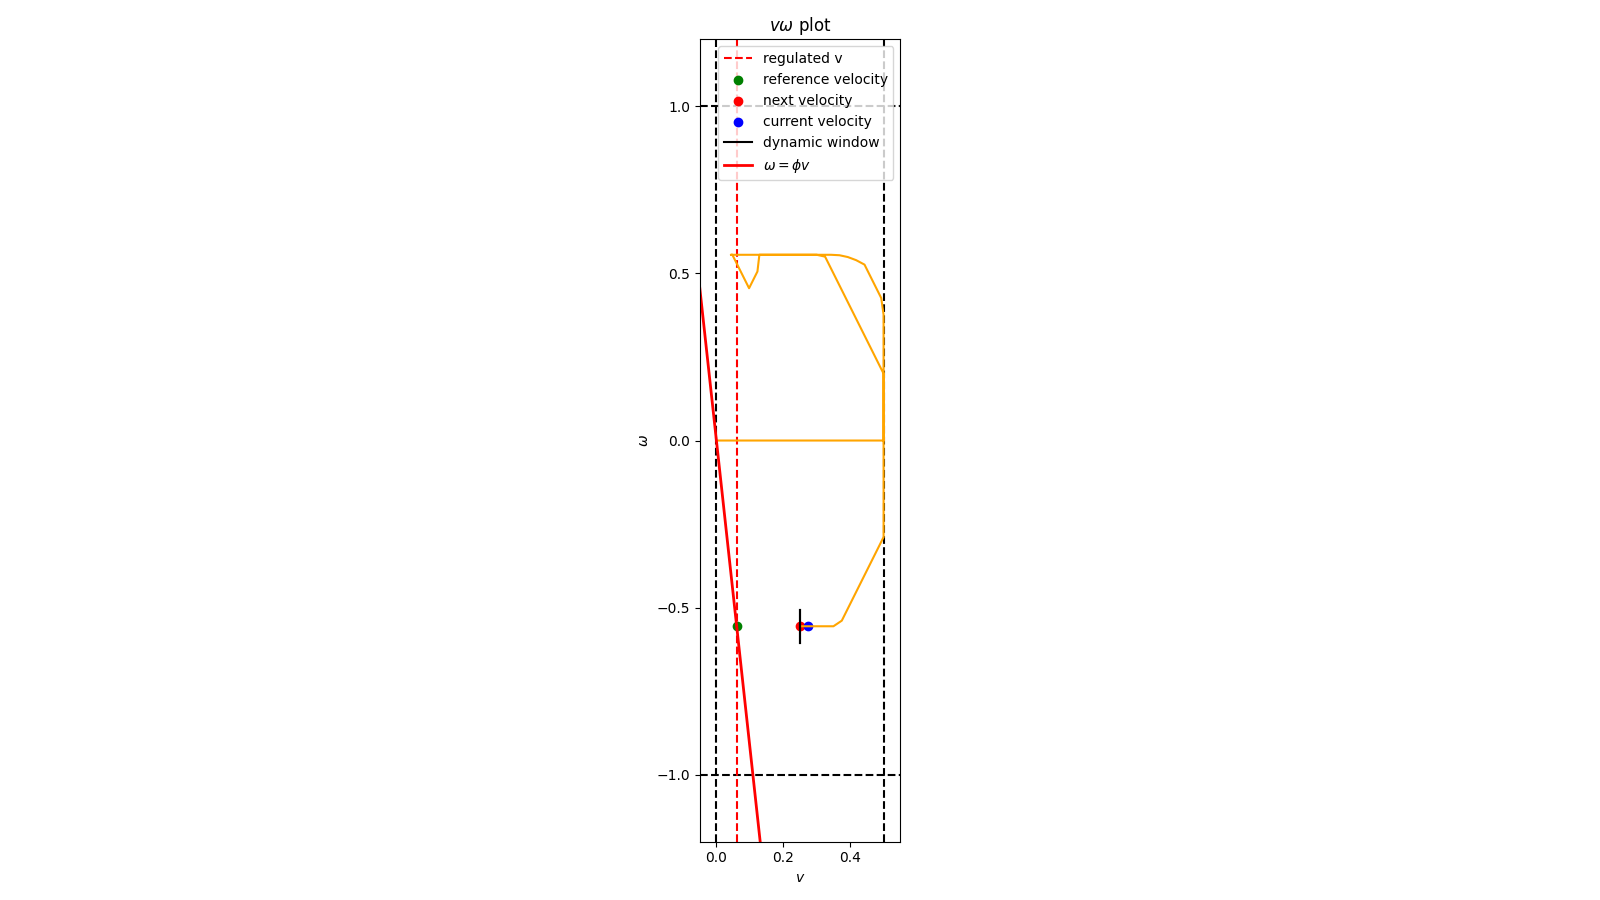 vω plot
regulated v
reference velocity
next velocity
current velocity
dynamic window
ω = ϕv
1.0
0.5
0.0
−0.5
−1.0
ω
0.0 0.2 0.4
v